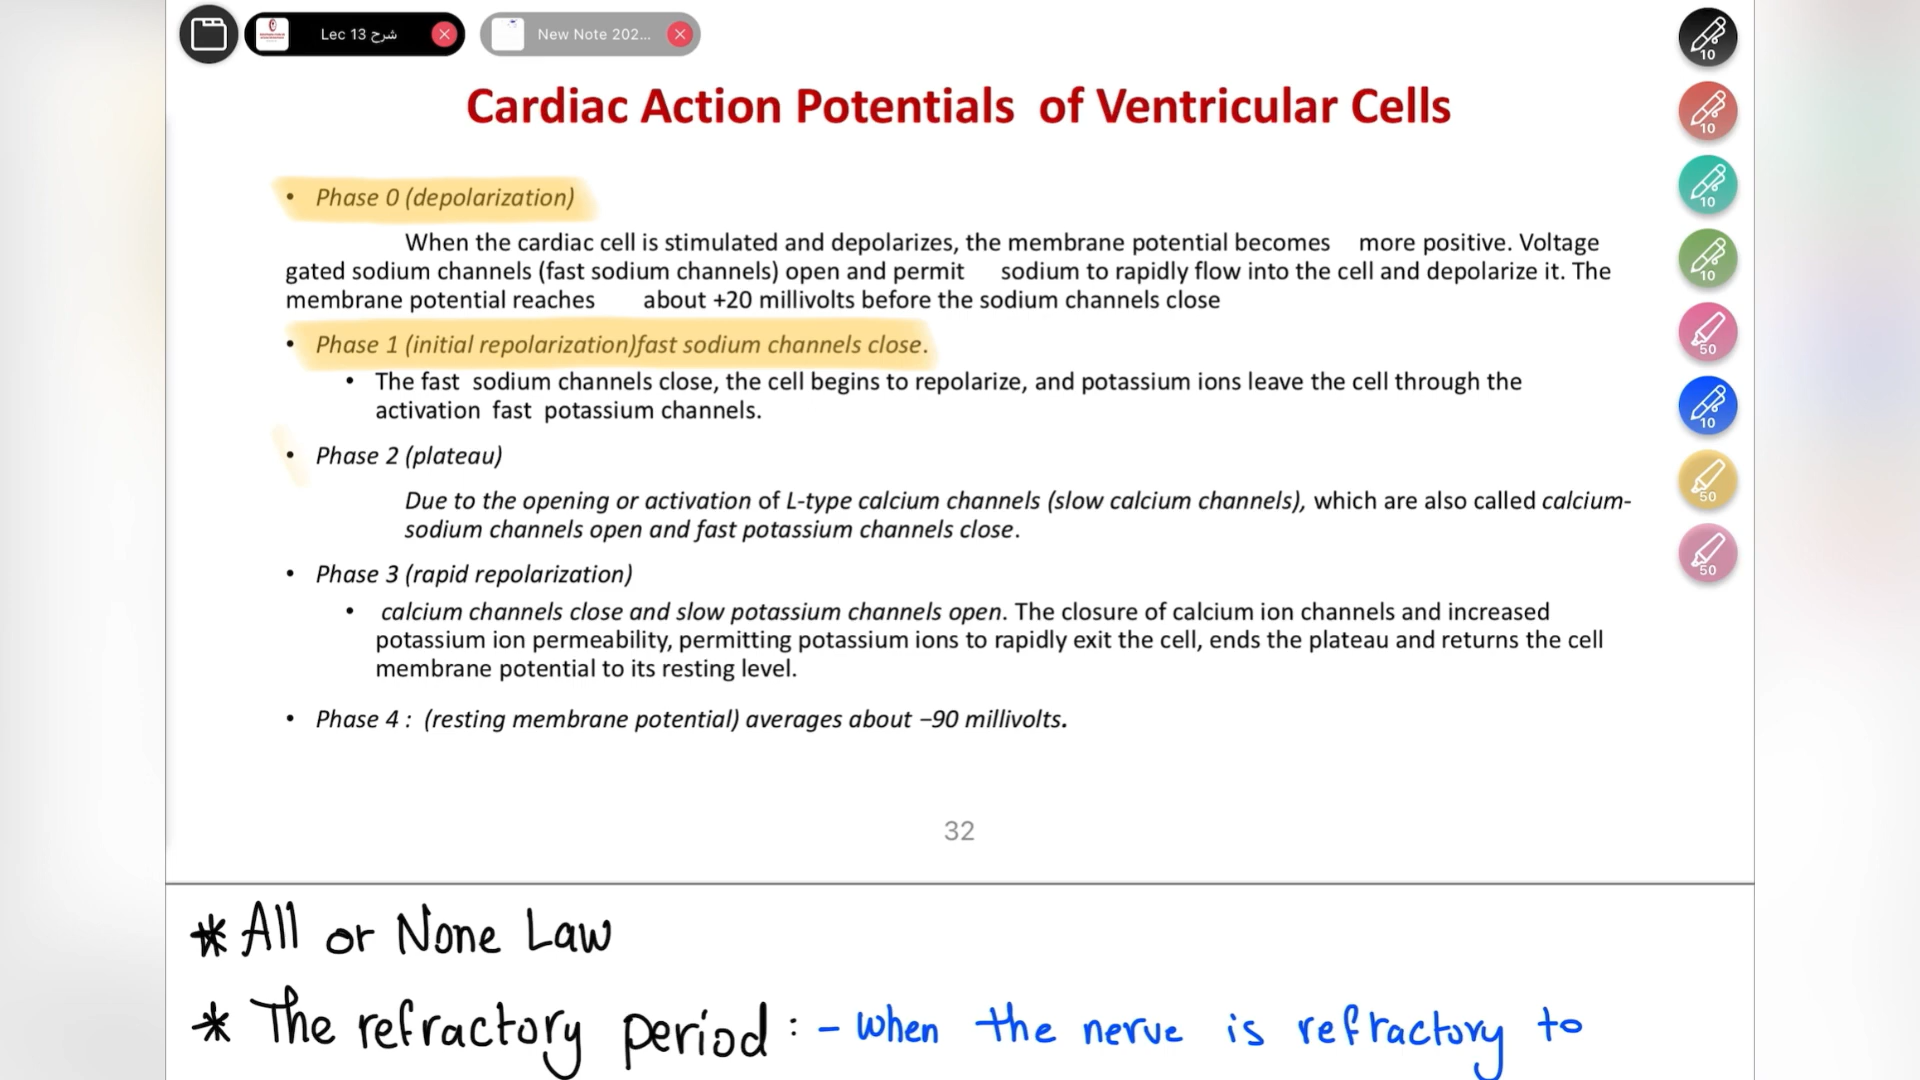 Lec 13 شرح
New Note 202...
Cardiac Action Potentials of Ventricular Cells
• Phase 0 (depolarization)
When the cardiac cell is stimulated and depolarizes, the membrane potential becomes more positive. Voltage
gated sodium channels (fast sodium channels) open and permit sodium to rapidly flow into the cell and depolarize it. The
membrane potential reaches about +20 millivolts before the sodium channels close
• Phase 1 (initial repolarization)fast sodium channels close.
• The fast sodium channels close, the cell begins to repolarize, and potassium ions leave the cell through the
activation fast potassium channels.
• Phase 2 (plateau)
Due to the opening or activation of L-type calcium channels (slow calcium channels), which are also called calcium-
sodium channels open and fast potassium channels close.
• Phase 3 (rapid repolarization)
• calcium channels close and slow potassium channels open. The closure of calcium ion channels and increased
potassium ion permeability, permitting potassium ions to rapidly exit the cell, ends the plateau and returns the cell
membrane potential to its resting level.
• Phase 4 : (resting membrane potential) averages about −90 millivolts.
32
* All or None Law
* The refractory period : - when the nerve is refractory to
10
10
10
10
50
10
50
50